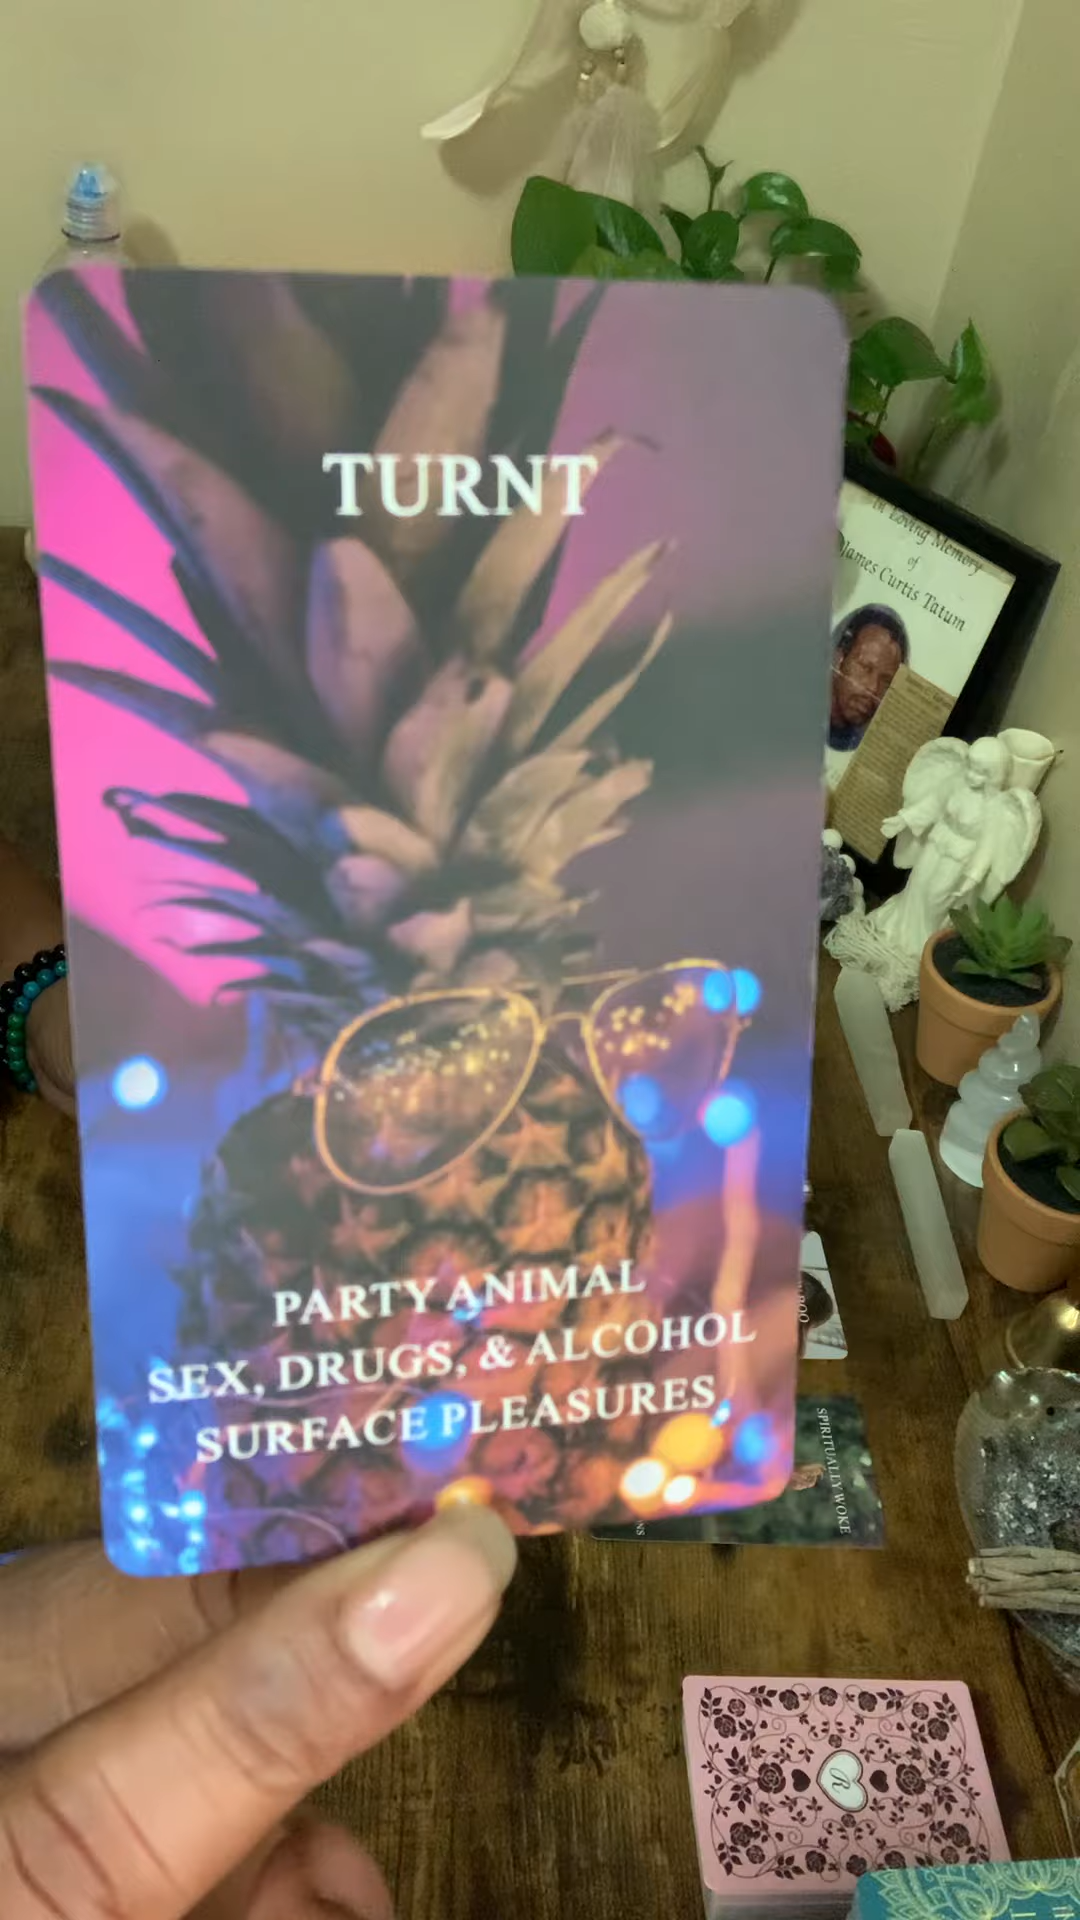 TURNT
PARTY ANIMAL
SEX, DRUGS, & ALCOHOL
SURFACE PLEASURES
In Loving Memory
of
James Curtis Tatum
SPIRITUALLY WOKE
R